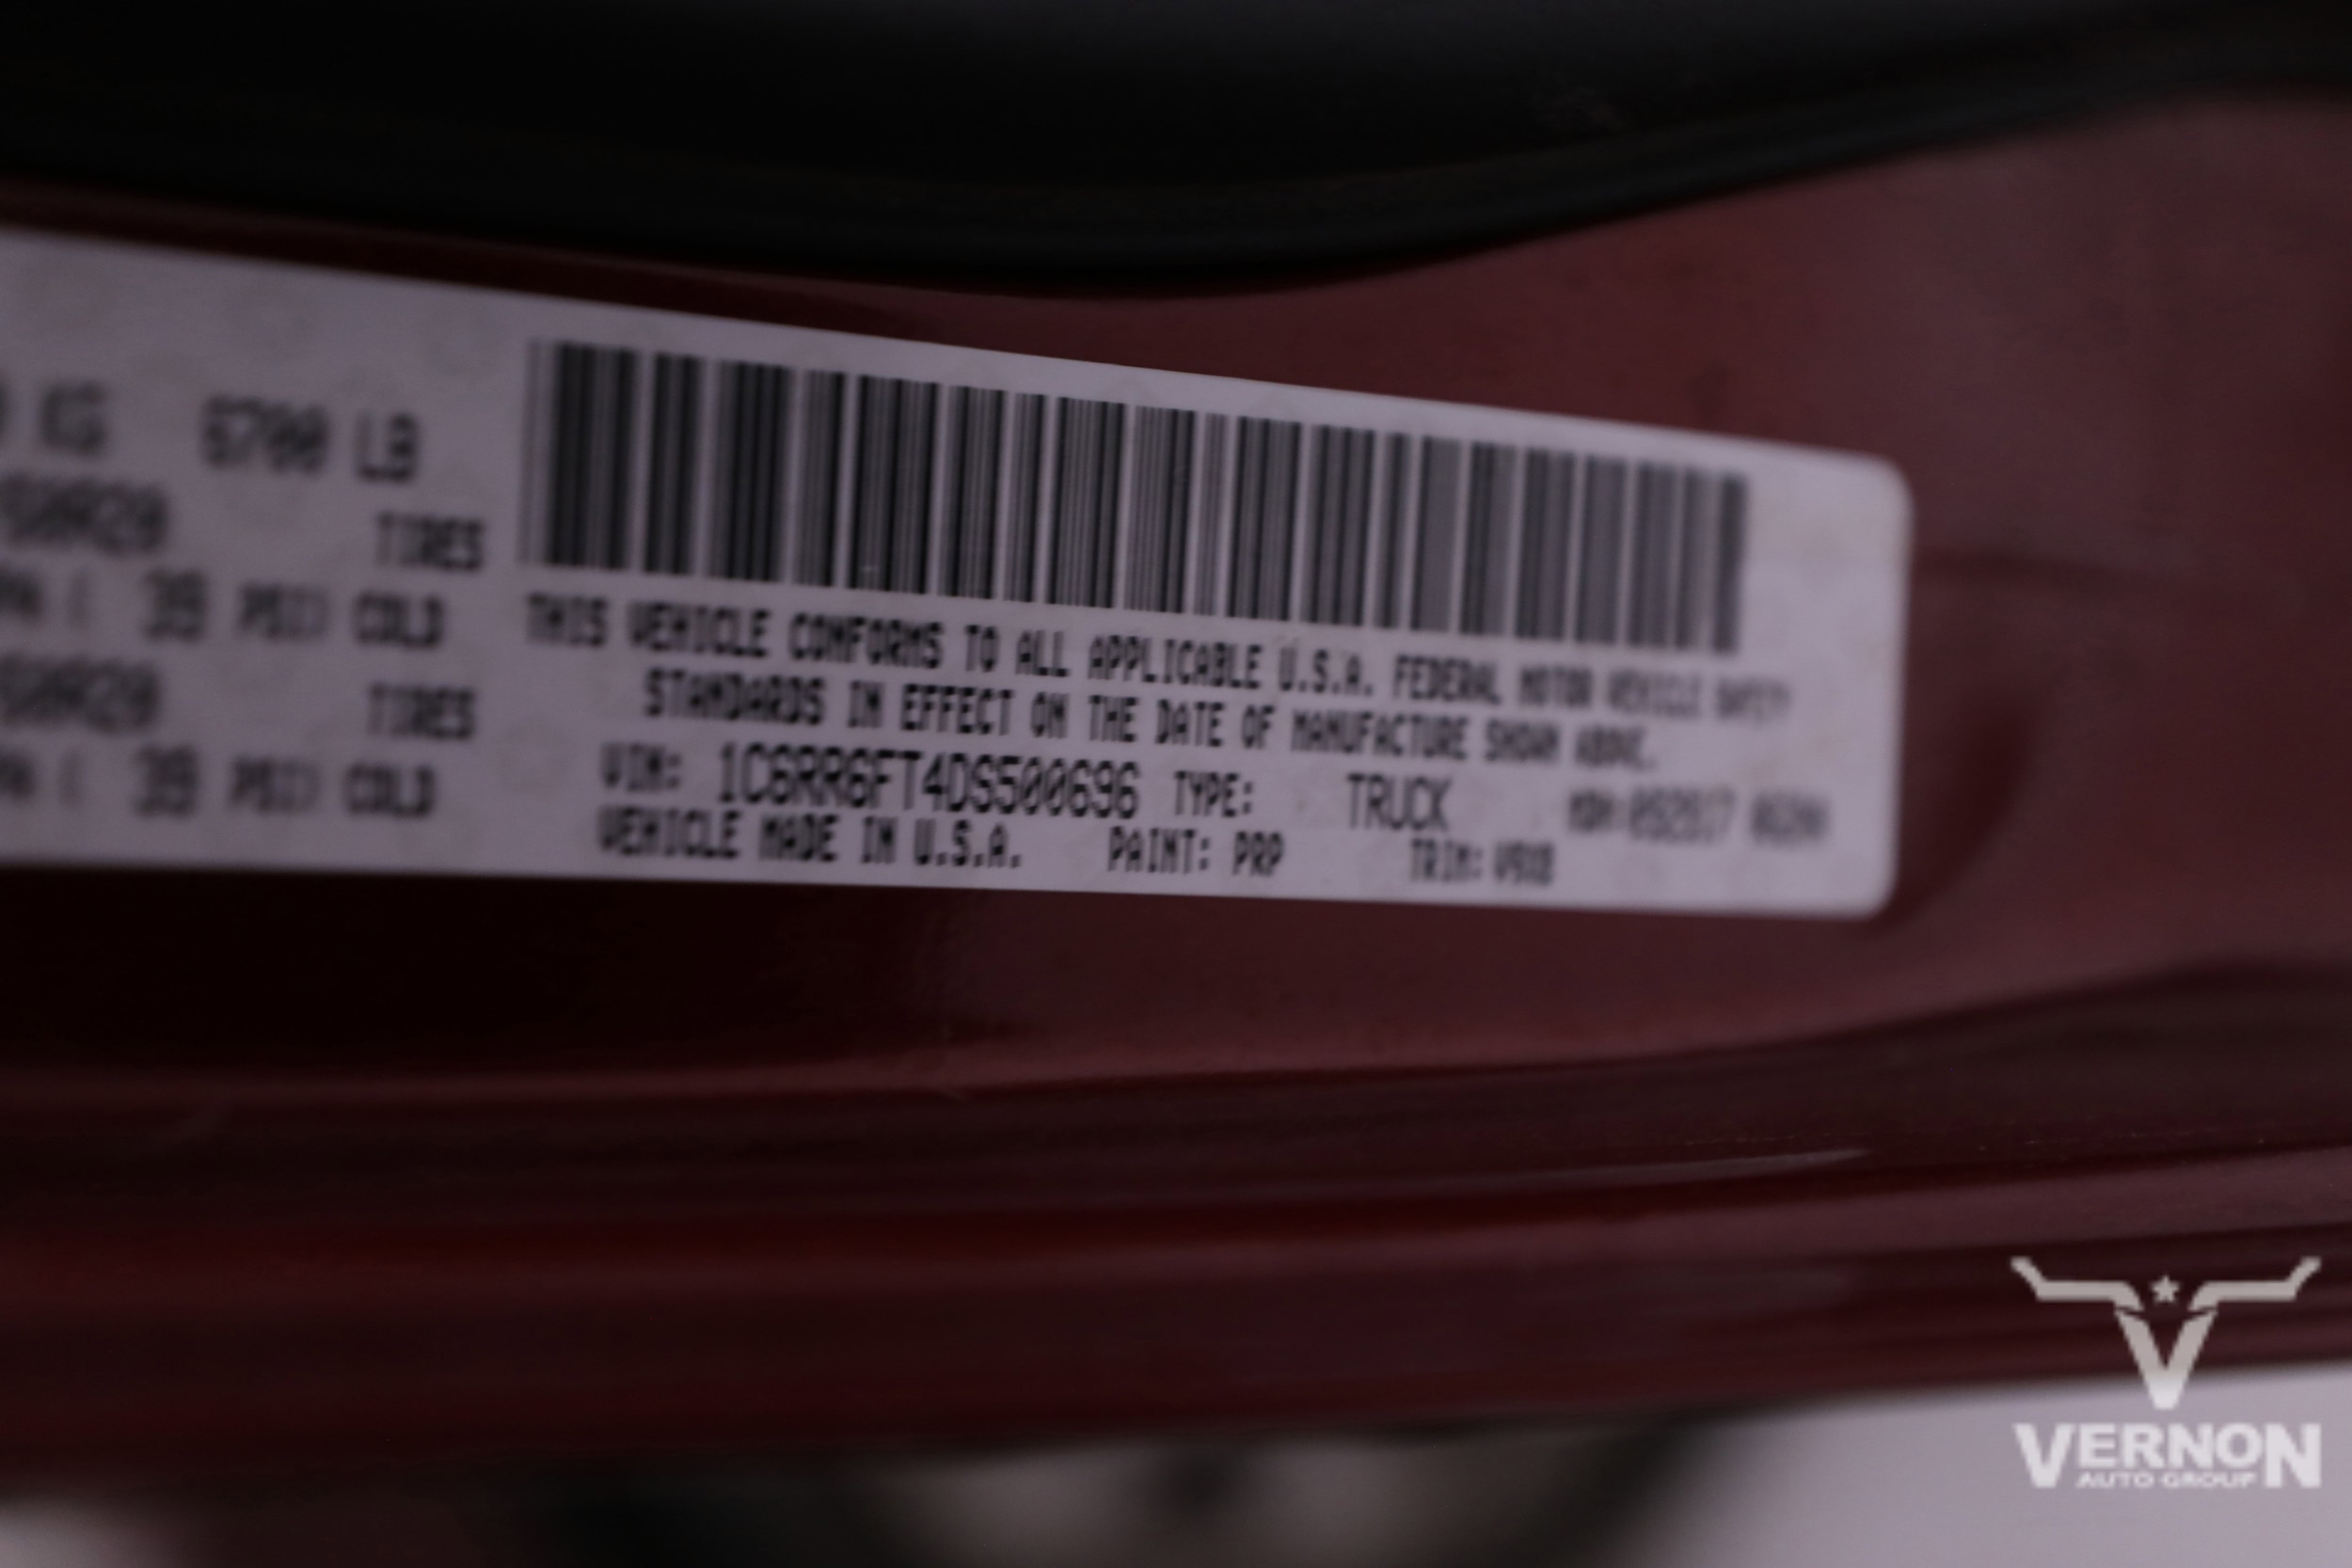 KG 6700 LB
TIRES
39 PSI) COLD
TIRES
39 PSI) COLD
THIS VEHICLE CONFORMS TO ALL APPLICABLE U.S.A. FEDERAL MOTOR VEHICLE SAFETY
STANDARDS IN EFFECT ON THE DATE OF MANUFACTURE SHOWN ABOVE.
VIN: 1C6RR6FT4DS500696 TYPE: TRUCK
VEHICLE MADE IN U.S.A. PAINT: PRP TRIM:
VERNON
AUTO GROUP